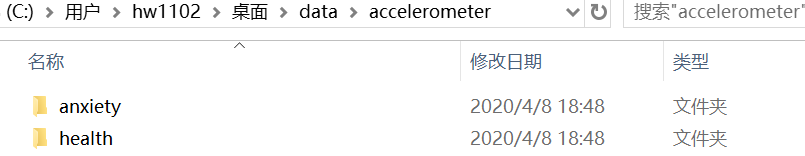 (C:) > 用户 > hw1102 > 桌面 > data > accelerometer 搜索"accelerometer"
名称 修改日期 类型
anxiety 2020/4/8 18:48 文件夹
health 2020/4/8 18:48 文件夹